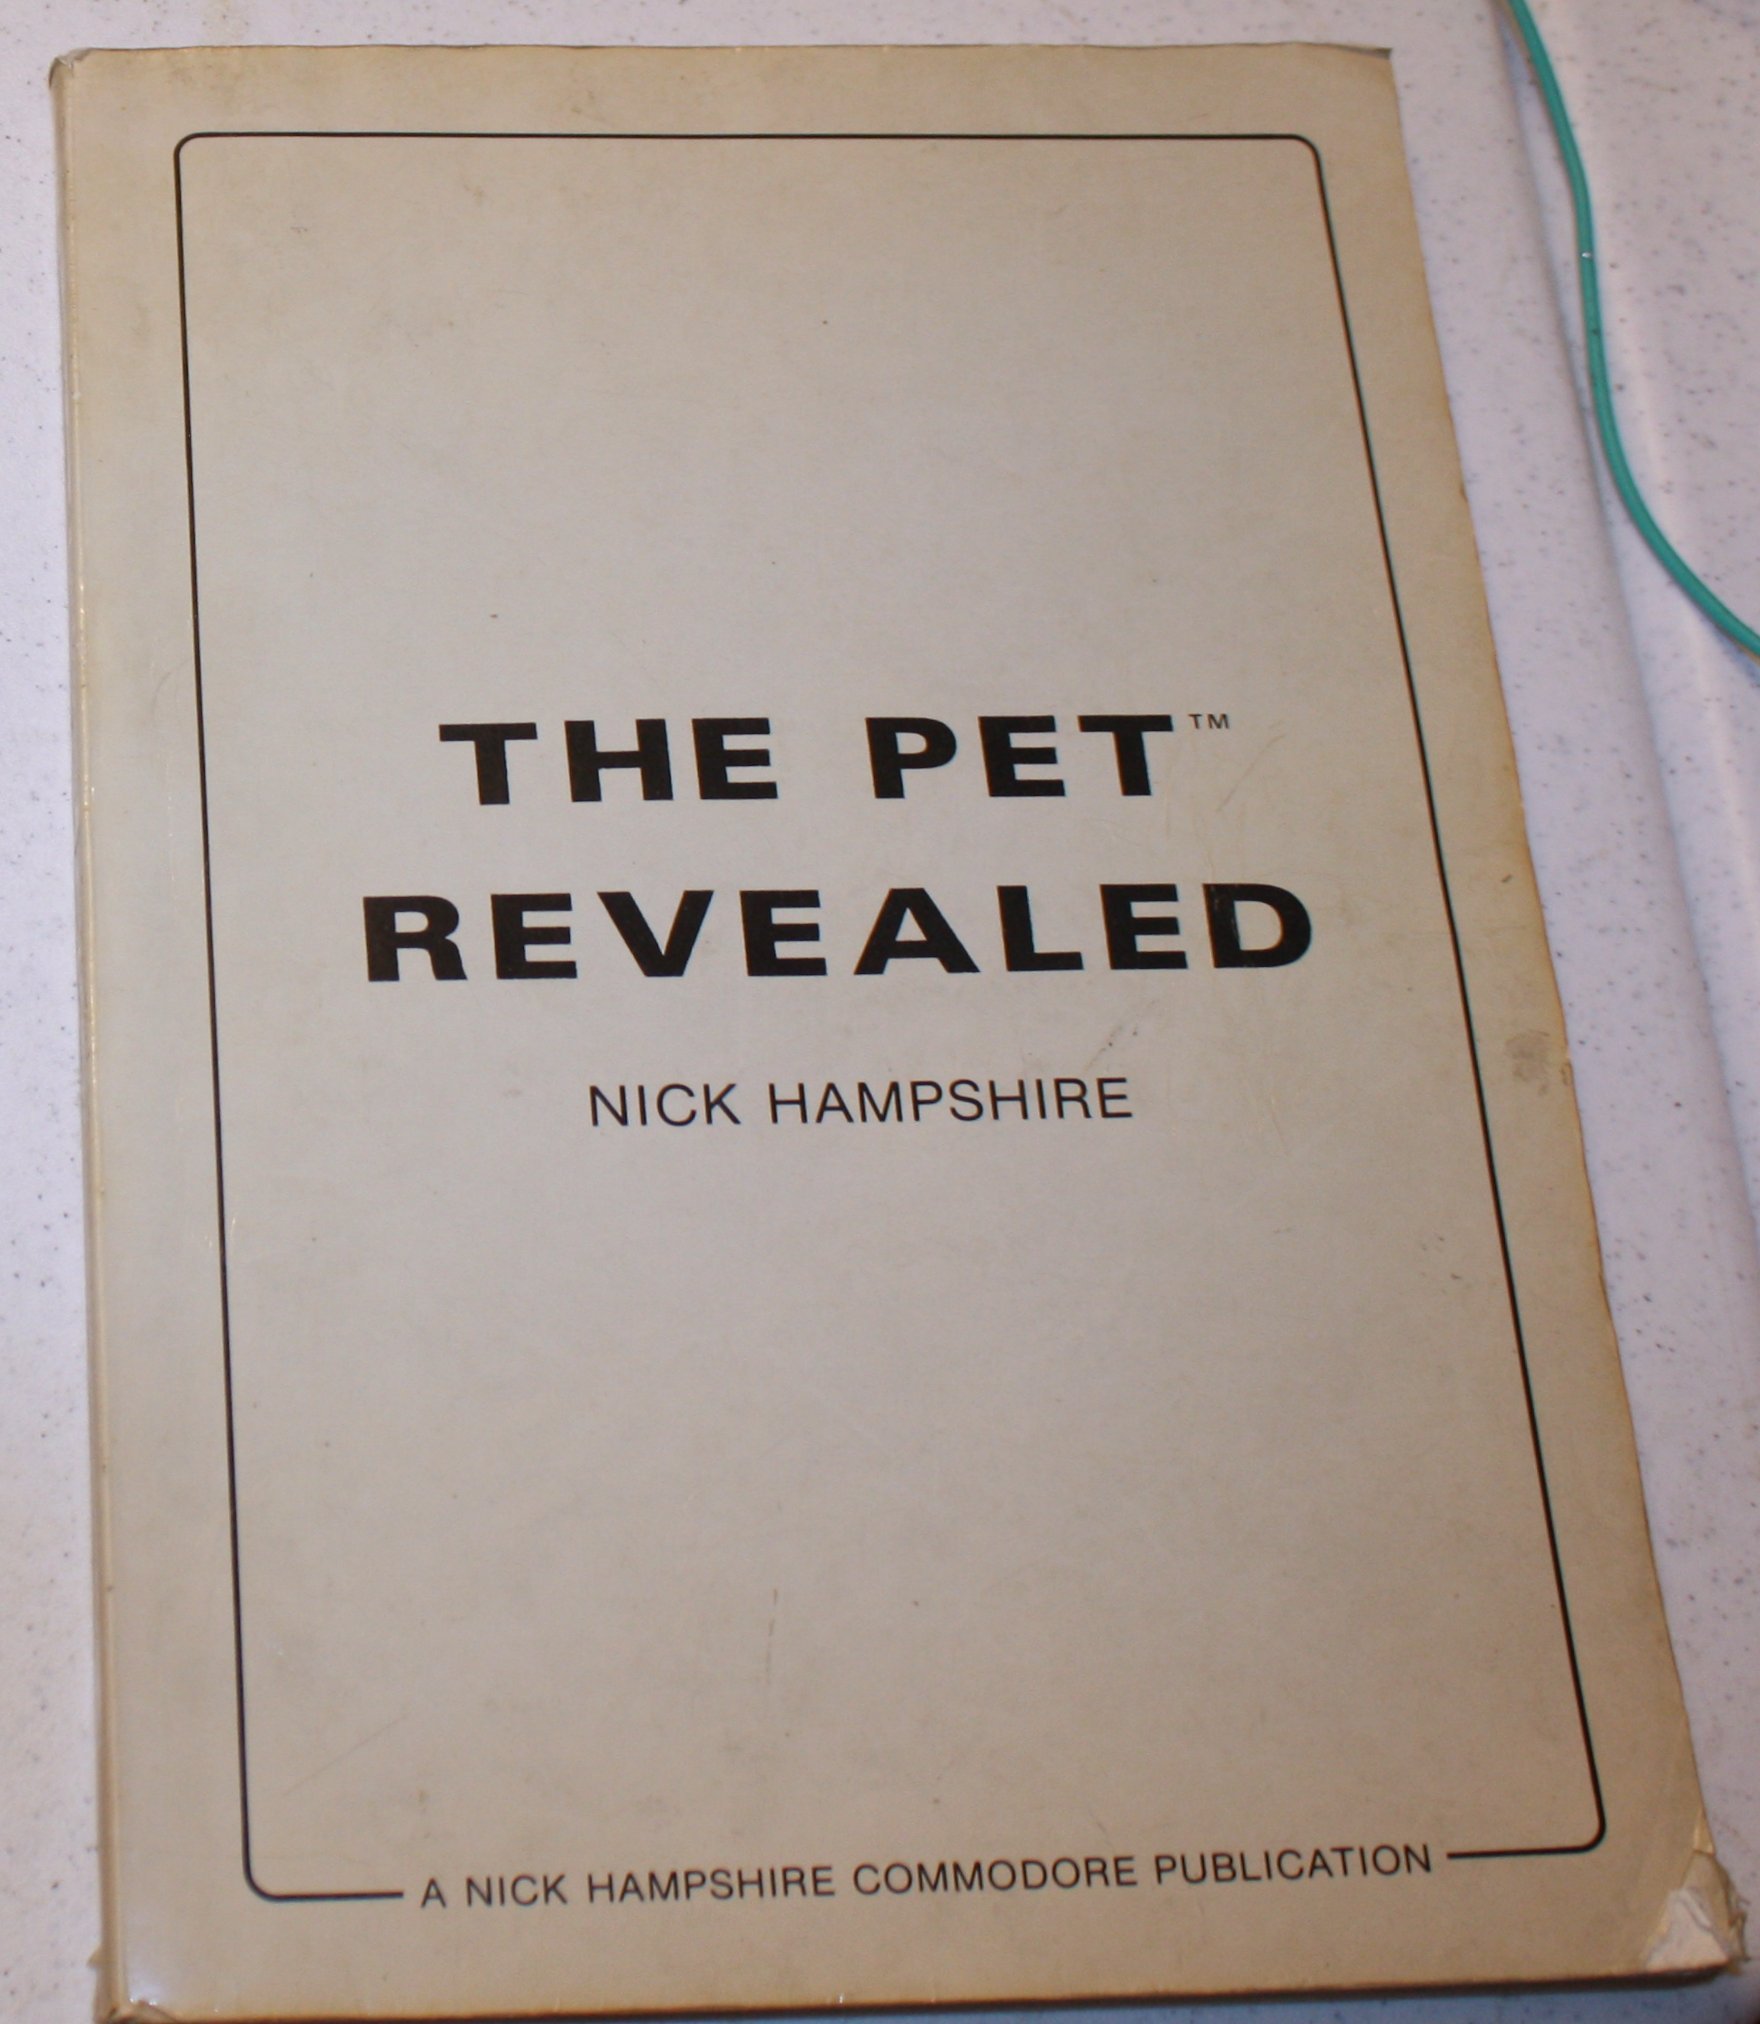 THE PET™
REVEALED
NICK HAMPSHIRE
A NICK HAMPSHIRE COMMODORE PUBLICATION